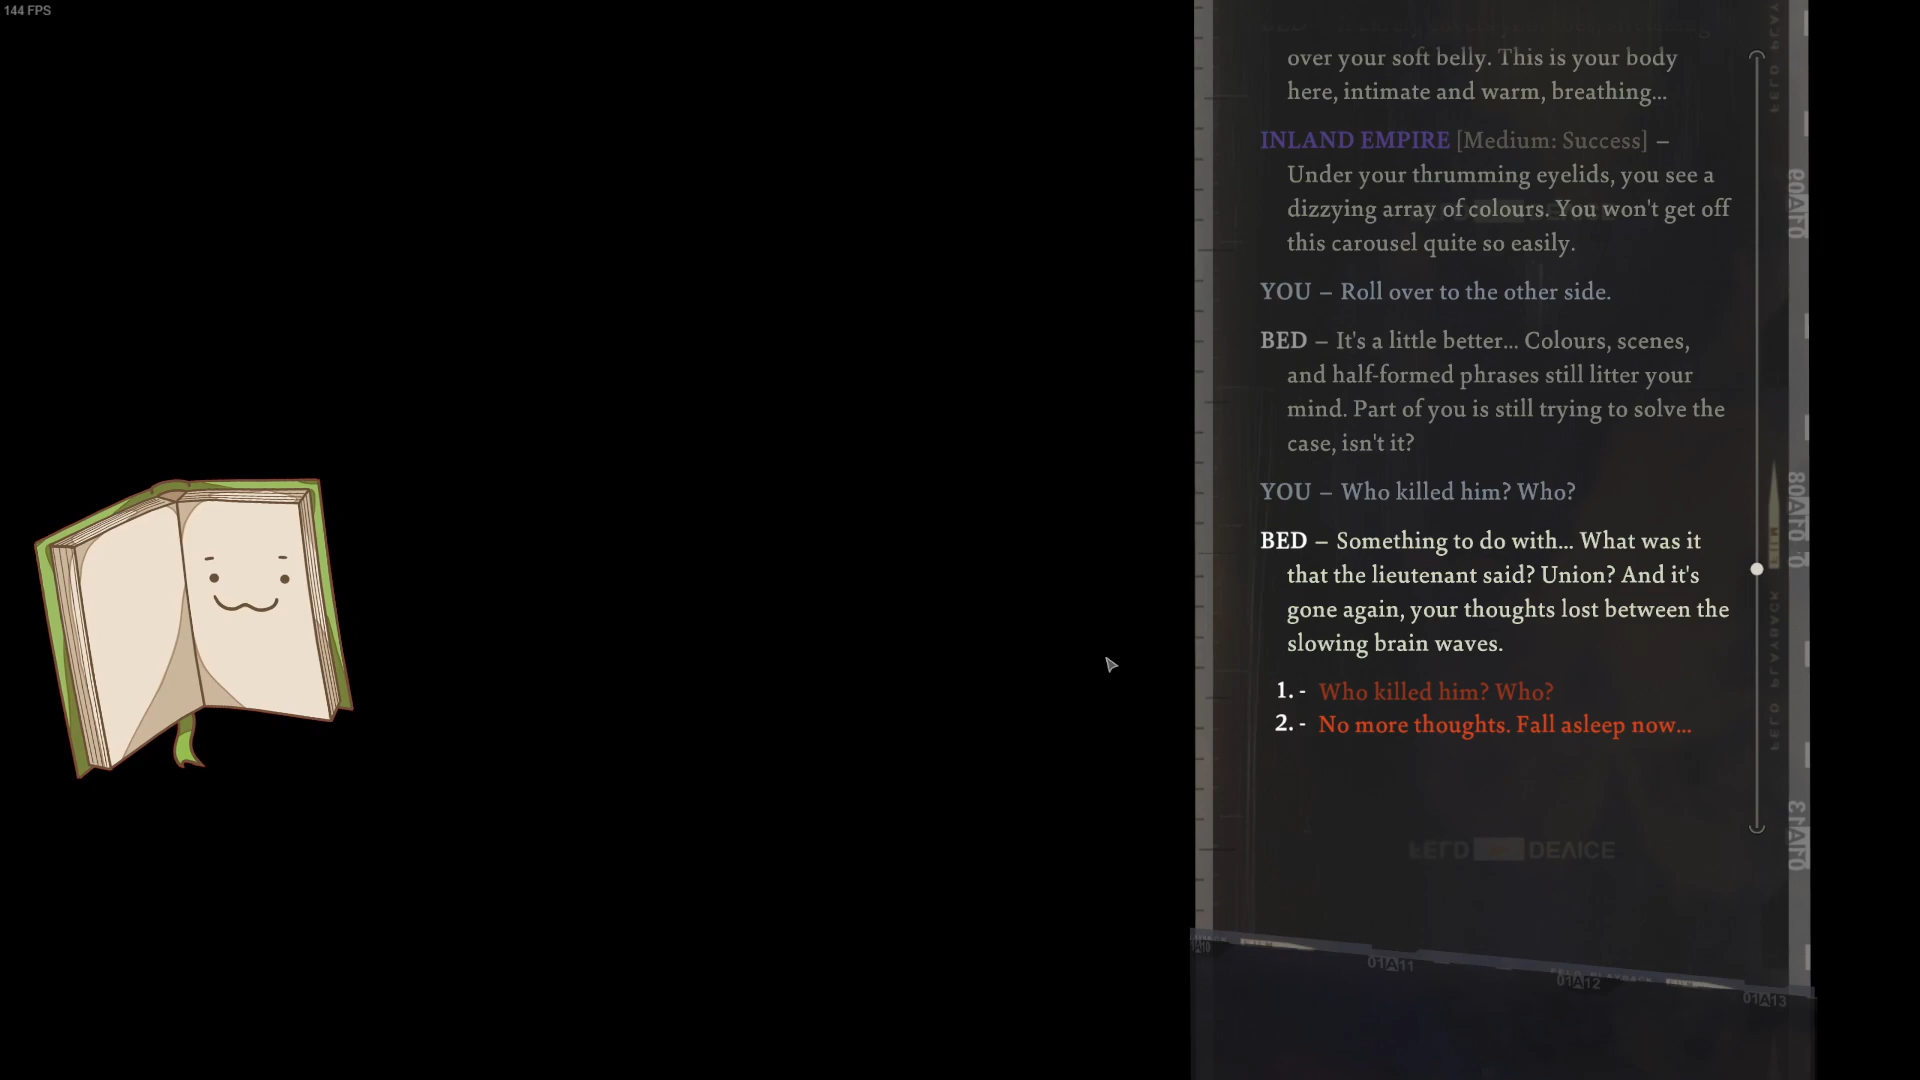 144 FPS
over your soft belly. This is your body
here, intimate and warm, breathing...
INLAND EMPIRE [Medium: Success] –
Under your thrumming eyelids, you see a
dizzying array of colours. You won't get off
this carousel quite so easily.
YOU – Roll over to the other side.
BED – It's a little better... Colours, scenes,
and half-formed phrases still litter your
mind. Part of you is still trying to solve the
case, isn't it?
YOU – Who killed him? Who?
BED – Something to do with... What was it
that the lieutenant said? Union? And it's
gone again, your thoughts lost between the
slowing brain waves.
1. - Who killed him? Who?
2. - No more thoughts. Fall asleep now...
01A11
01A12
01A13